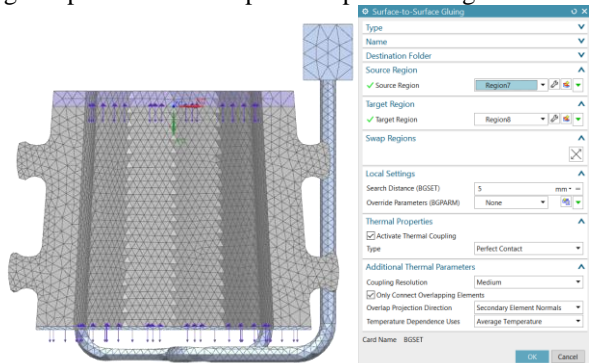 Surface-to-Surface Gluing
Type
Name
Destination Folder
Source Region
Source Region Region7
Target Region
Target Region Region8
Swap Regions
Local Settings
Search Distance (BGSET) 5 mm
Override Parameters (BGPARM) None
Thermal Properties
Activate Thermal Coupling
Type Perfect Contact
Additional Thermal Parameters
Coupling Resolution Medium
Only Connect Overlapping Elements
Overlap Projection Direction Secondary Element Normals
Temperature Dependence Uses Average Temperature
Card Name BGSET
OK Cancel